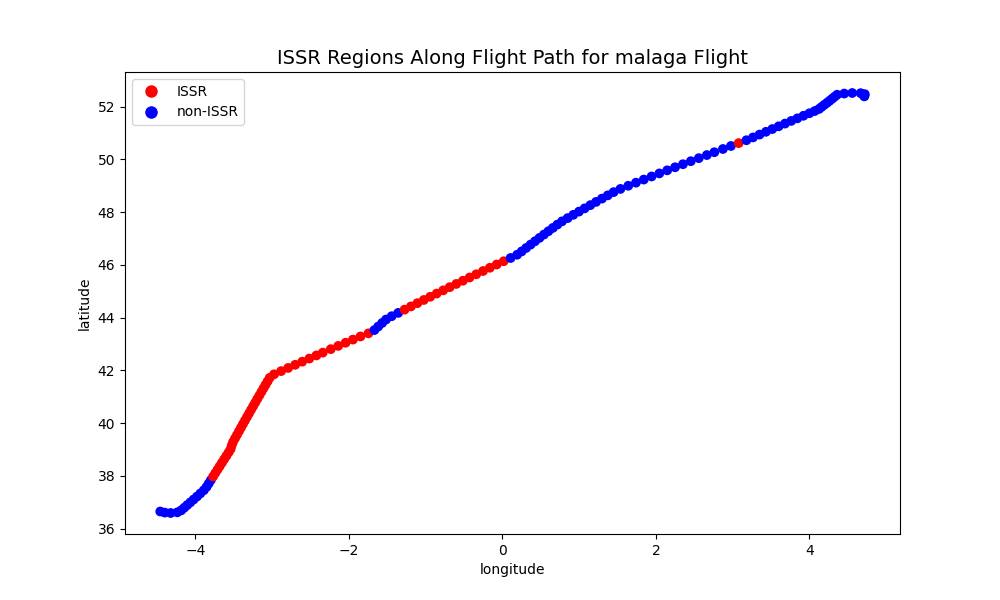 ISSR Regions Along Flight Path for malaga Flight
ISSR
non-ISSR
52
50
48
46
44
42
40
38
36
−4
−2
0
2
4
latitude
longitude